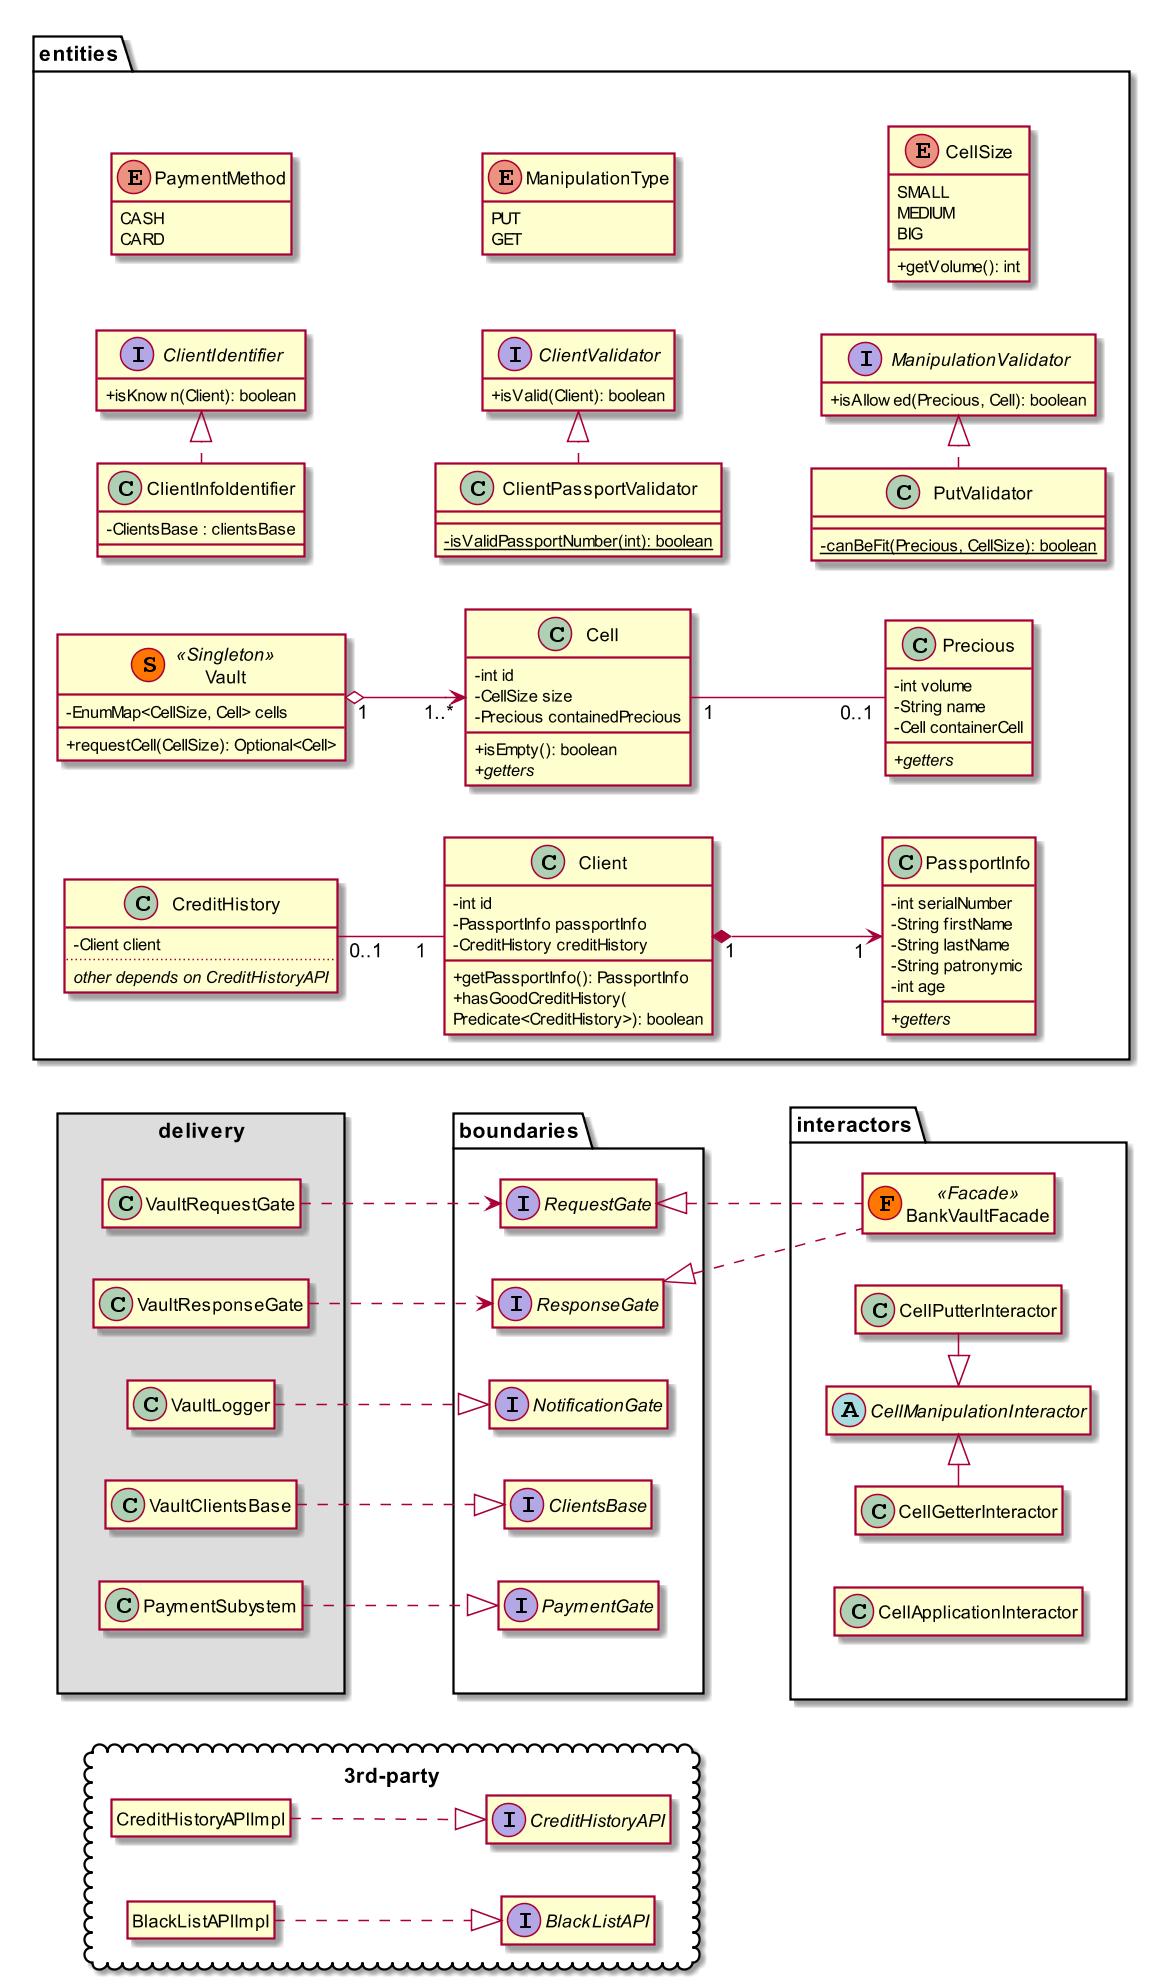 entities
E PaymentMethod
CASH
CARD
E ManipulationType
PUT
GET
E CellSize
SMALL
MEDIUM
BIG
+getVolume(): int
I ClientIdentifier
+isKnown(Client): boolean
I ClientValidator
+isValid(Client): boolean
I ManipulationValidator
+isAllowed(Precious, Cell): boolean
C ClientInfoIdentifier
-ClientsBase : clientsBase
C ClientPassportValidator
-isValidPassportNumber(int): boolean
C PutValidator
-canBeFit(Precious, CellSize): boolean
S «Singleton»
Vault
-EnumMap<CellSize, Cell> cells
+requestCell(CellSize): Optional<Cell>
1
1..*
C Cell
-int id
-CellSize size
-Precious containedPrecious
+isEmpty(): boolean
+getters
1
0..1
C Precious
-int volume
-String name
-Cell containerCell
+getters
C CreditHistory
-Client client
other depends on CreditHistoryAPI
0..1
1
C Client
-int id
-PassportInfo passportInfo
-CreditHistory creditHistory
+getPassportInfo(): PassportInfo
+hasGoodCreditHistory(
Predicate<CreditHistory>): boolean
1
1
C PassportInfo
-int serialNumber
-String firstName
-String lastName
-String patronymic
-int age
+getters
delivery
C VaultRequestGate
C VaultResponseGate
C VaultLogger
C VaultClientsBase
C PaymentSubystem
boundaries
I RequestGate
I ResponseGate
I NotificationGate
I ClientsBase
I PaymentGate
interactors
F «Facade»
BankVaultFacade
C CellPutterInteractor
A CellManipulationInteractor
C CellGetterInteractor
C CellApplicationInteractor
3rd-party
CreditHistoryAPIImpl
I CreditHistoryAPI
BlackListAPIImpl
I BlackListAPI